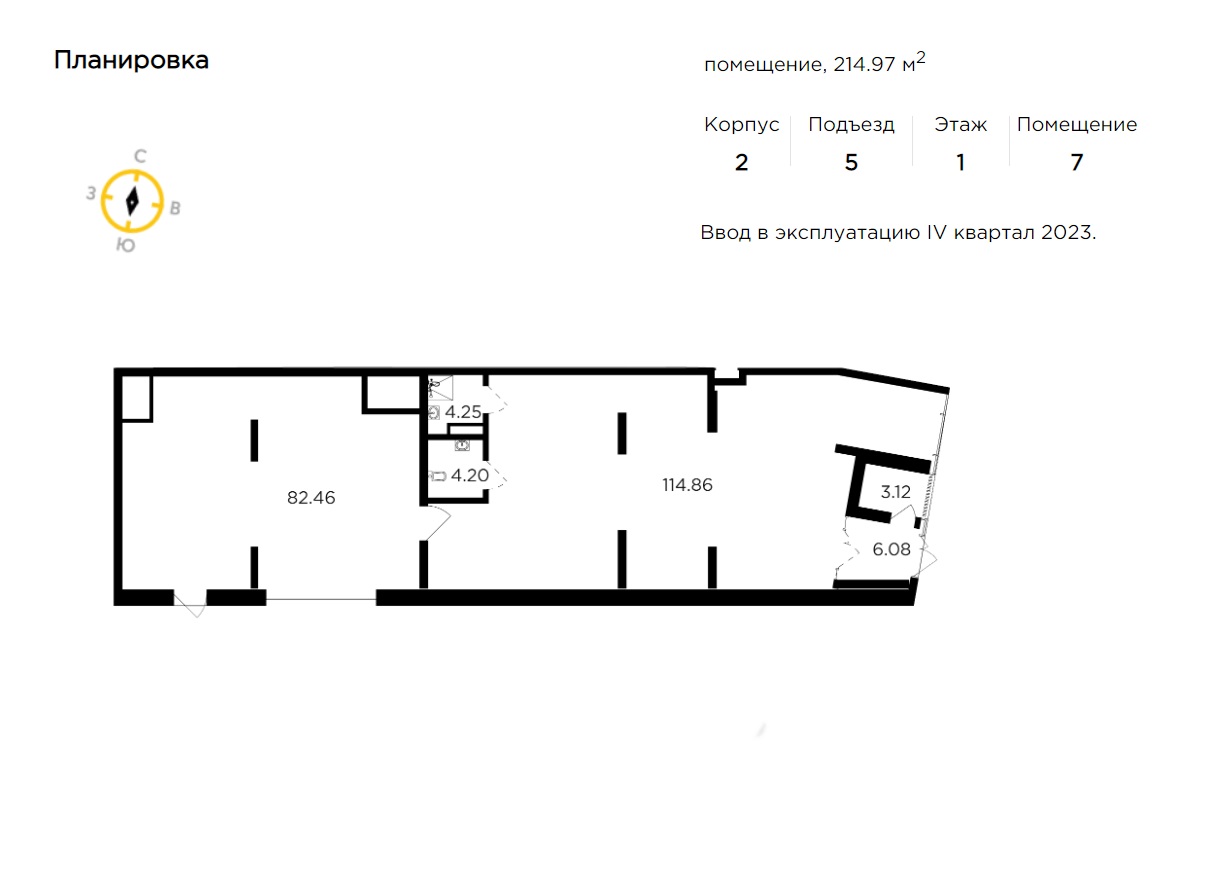 Планировка
помещение, 214.97 м²
Корпус Подъезд Этаж Помещение
2 5 1 7
Ввод в эксплуатацию IV квартал 2023.
С
З
В
Ю
4.25
4.20
82.46
114.86
3.12
6.08